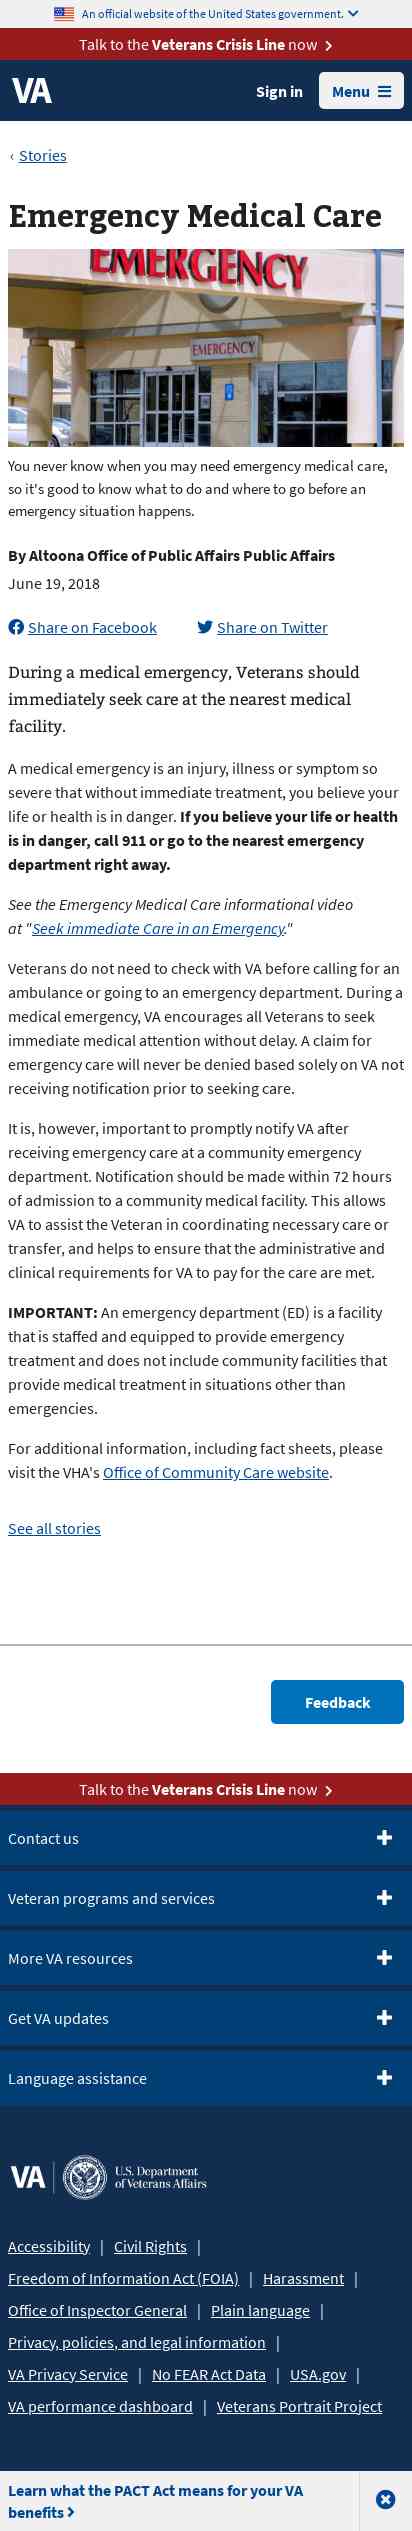 An official website of the United States government.
Talk to the Veterans Crisis Line now
VA
Sign in
Menu
‹ Stories
Emergency Medical Care
EMERGENCY
EMERGENCY
You never know when you may need emergency medical care,
so it's good to know what to do and where to go before an
emergency situation happens.
By Altoona Office of Public Affairs Public Affairs
June 19, 2018
Share on Facebook
Share on Twitter
During a medical emergency, Veterans should
immediately seek care at the nearest medical
facility.
A medical emergency is an injury, illness or symptom so
severe that without immediate treatment, you believe your
life or health is in danger. If you believe your life or health
is in danger, call 911 or go to the nearest emergency
department right away.
See the Emergency Medical Care informational video
at "Seek immediate Care in an Emergency."
Veterans do not need to check with VA before calling for an
ambulance or going to an emergency department. During a
medical emergency, VA encourages all Veterans to seek
immediate medical attention without delay. A claim for
emergency care will never be denied based solely on VA not
receiving notification prior to seeking care.
It is, however, important to promptly notify VA after
receiving emergency care at a community emergency
department. Notification should be made within 72 hours
of admission to a community medical facility. This allows
VA to assist the Veteran in coordinating necessary care or
transfer, and helps to ensure that the administrative and
clinical requirements for VA to pay for the care are met.
IMPORTANT: An emergency department (ED) is a facility
that is staffed and equipped to provide emergency
treatment and does not include community facilities that
provide medical treatment in situations other than
emergencies.
For additional information, including fact sheets, please
visit the VHA's Office of Community Care website.
See all stories
Feedback
Talk to the Veterans Crisis Line now
Contact us
Veteran programs and services
More VA resources
Get VA updates
Language assistance
VA | U.S. Department
of Veterans Affairs
Accessibility | Civil Rights |
Freedom of Information Act (FOIA) | Harassment |
Office of Inspector General | Plain language |
Privacy, policies, and legal information |
VA Privacy Service | No FEAR Act Data | USA.gov |
VA performance dashboard | Veterans Portrait Project
Learn what the PACT Act means for your VA
benefits